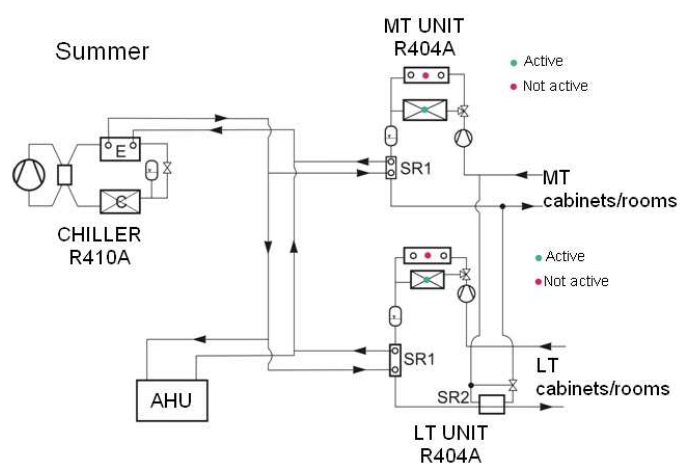 Summer
MT UNIT
R404A
Active
Not active
E
C
SR1
CHILLER
R410A
MT
cabinets/rooms
Active
Not active
SR1
AHU
SR2
LT
cabinets/rooms
LT UNIT
R404A